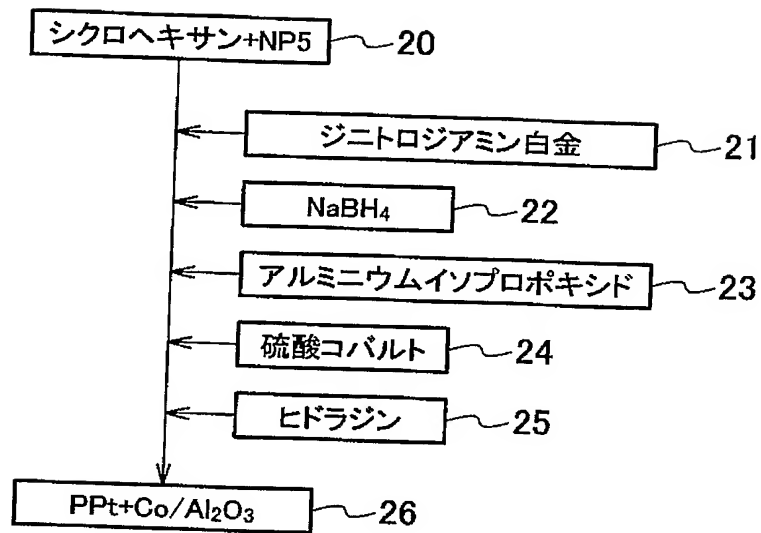 シクロヘキサン+NP5 20
ジニトロジアミン白金 21
NaBH4 22
アルミニウムイソプロポキシド 23
硫酸コバルト 24
ヒドラジン 25
PPt+Co/Al2O3 26